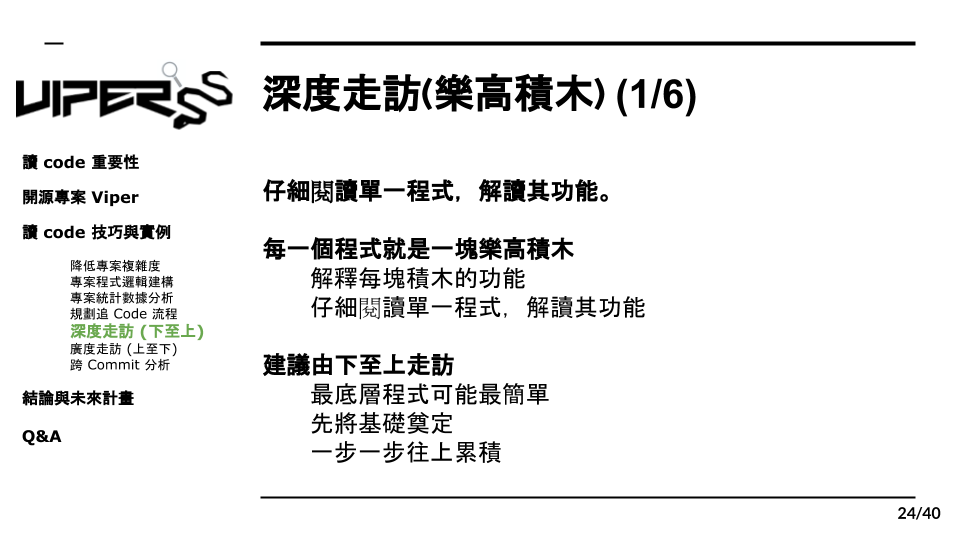 VIPER
深度走訪(樂高積木) (1/6)
讀 code 重要性
開源專案 Viper
讀 code 技巧與實例
降低專案複雜度
專案程式邏輯建構
專案統計數據分析
規劃追 Code 流程
深度走訪 (下至上)
廣度走訪 (上至下)
跨 Commit 分析
結論與未來計畫
Q&A
仔細閱讀單一程式，解讀其功能。
每一個程式就是一塊樂高積木
解釋每塊積木的功能
仔細閱讀單一程式，解讀其功能
建議由下至上走訪
最底層程式可能最簡單
先將基礎奠定
一步一步往上累積
24/40